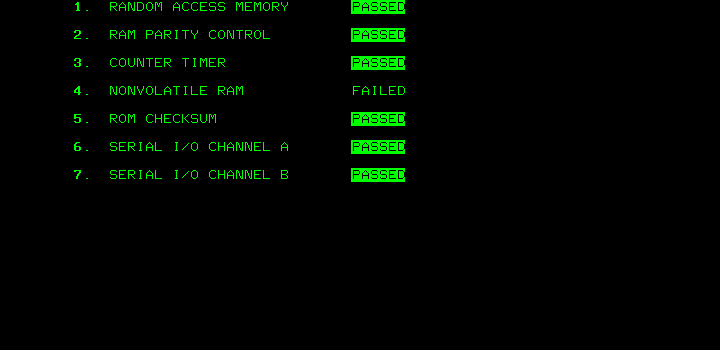 1. RANDOM ACCESS MEMORY PASSED
2. RAM PARITY CONTROL PASSED
3. COUNTER TIMER PASSED
4. NONVOLATILE RAM FAILED
5. ROM CHECKSUM PASSED
6. SERIAL I/O CHANNEL A PASSED
7. SERIAL I/O CHANNEL B PASSED